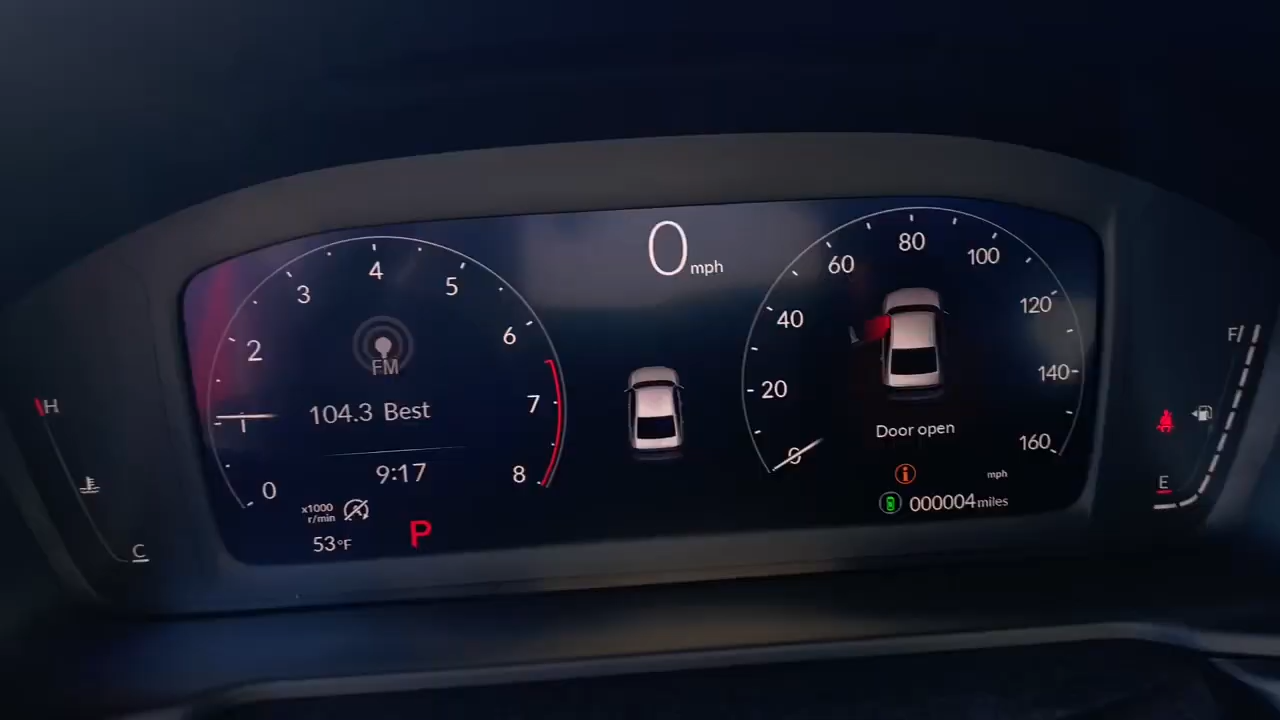 0 mph
4
3
5
2
6
1
7
0
8
FM
104.3 Best
9:17
x1000
r/min
53°F
P
H
C
80
60
100
40
120
20
140
0
160
Door open
mph
000004 miles
F
E